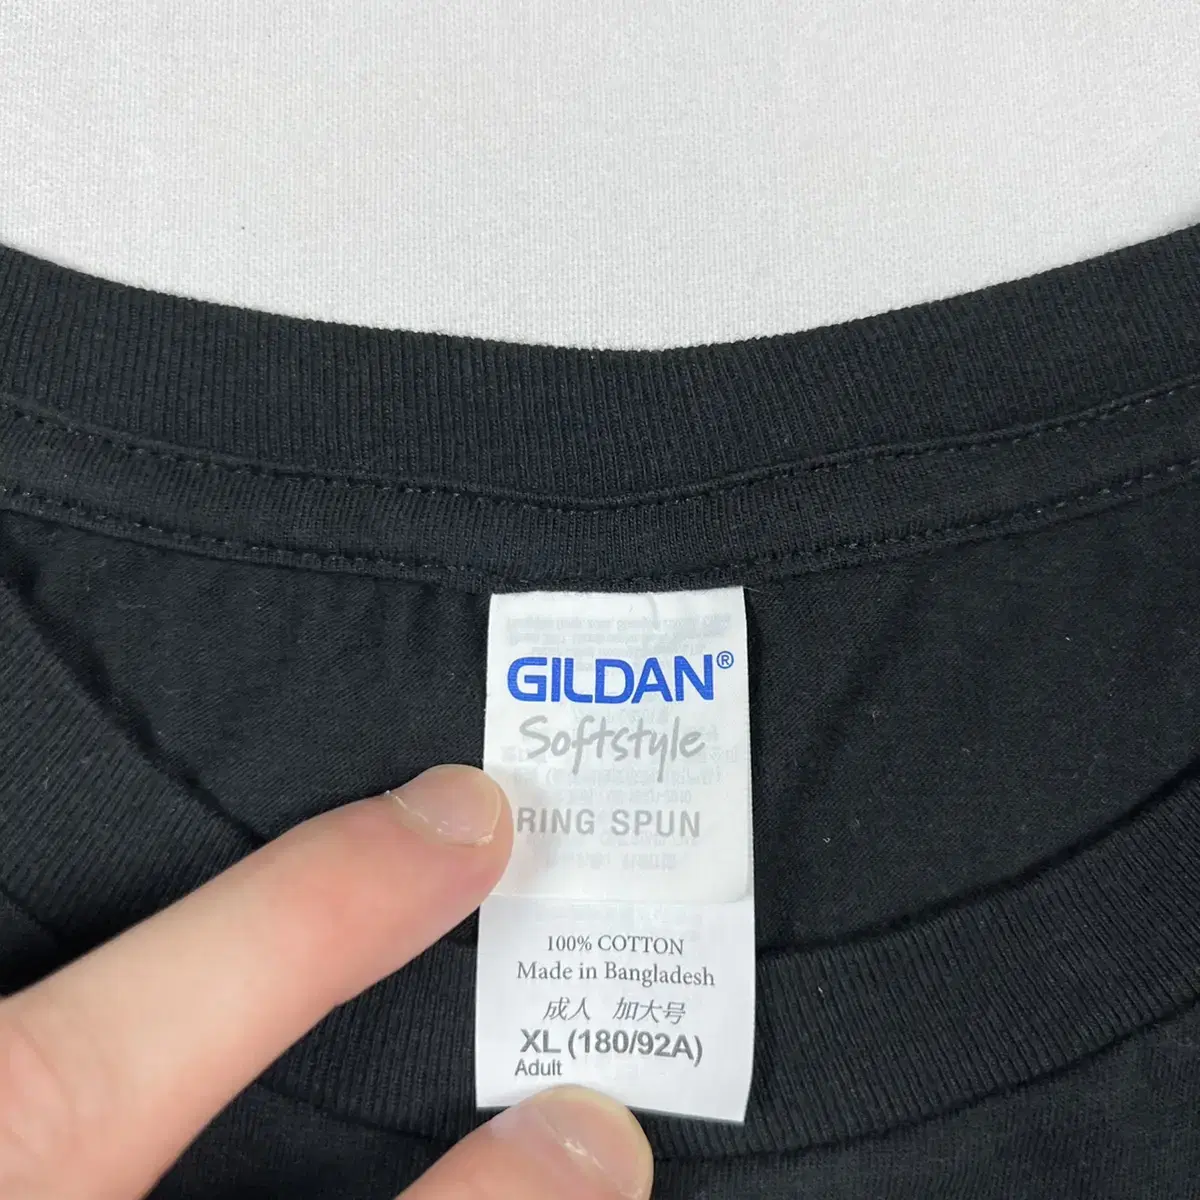 GILDAN®
Softstyle
RING SPUN
100% COTTON
Made in Bangladesh
成人 加大号
XL (180/92A)
Adult